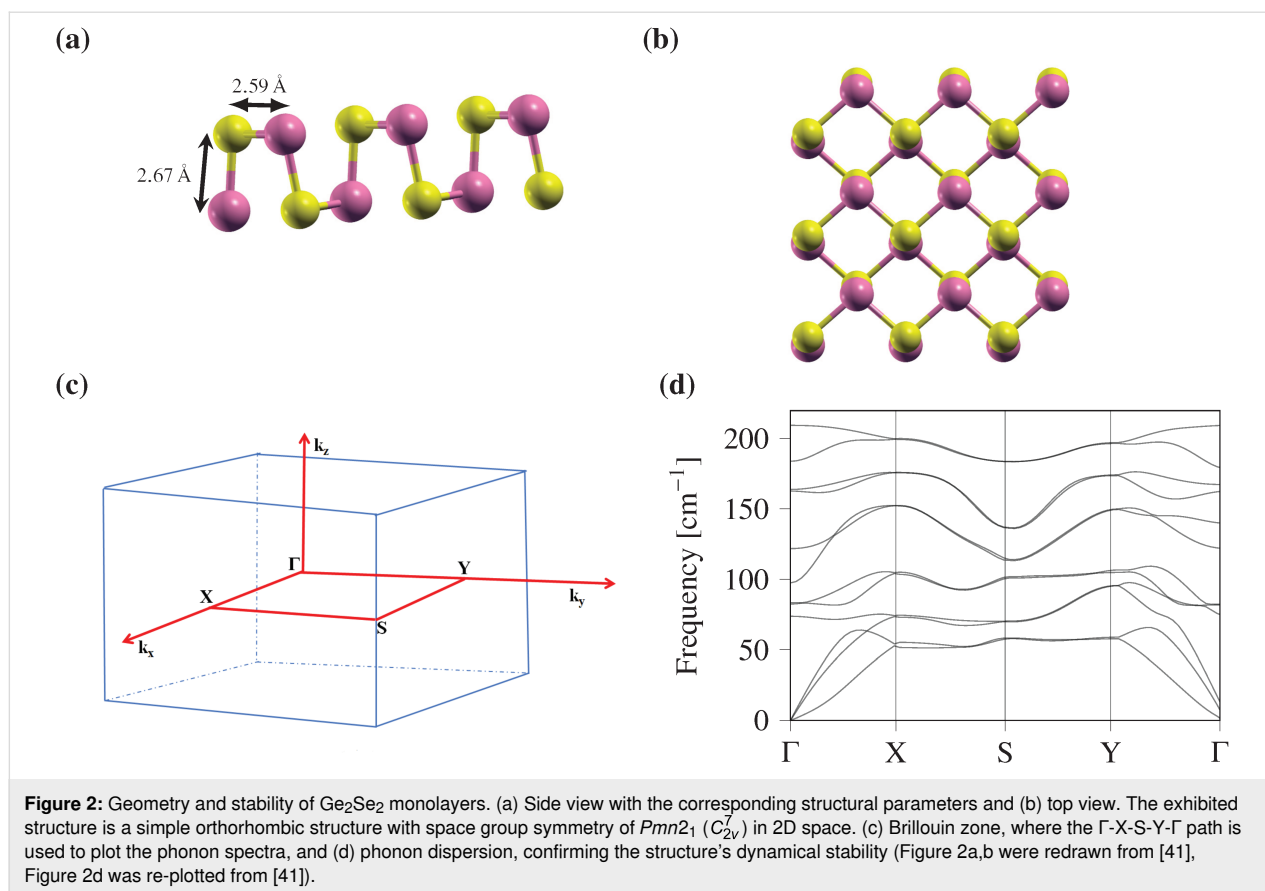 (a)
(b)
2.59 Å
2.67 Å
(c)
(d)
k_z
Γ
Y
X
k_y
S
k_x
Frequency [cm⁻¹]
200
150
100
50
0
Γ X S Y Γ
Figure 2: Geometry and stability of Ge₂Se₂ monolayers. (a) Side view with the corresponding structural parameters and (b) top view. The exhibited
structure is a simple orthorhombic structure with space group symmetry of Pmn2₁ (C⁷₂ᵥ) in 2D space. (c) Brillouin zone, where the Γ-X-S-Y-Γ path is
used to plot the phonon spectra, and (d) phonon dispersion, confirming the structure’s dynamical stability (Figure 2a,b were redrawn from [41],
Figure 2d was re-plotted from [41]).